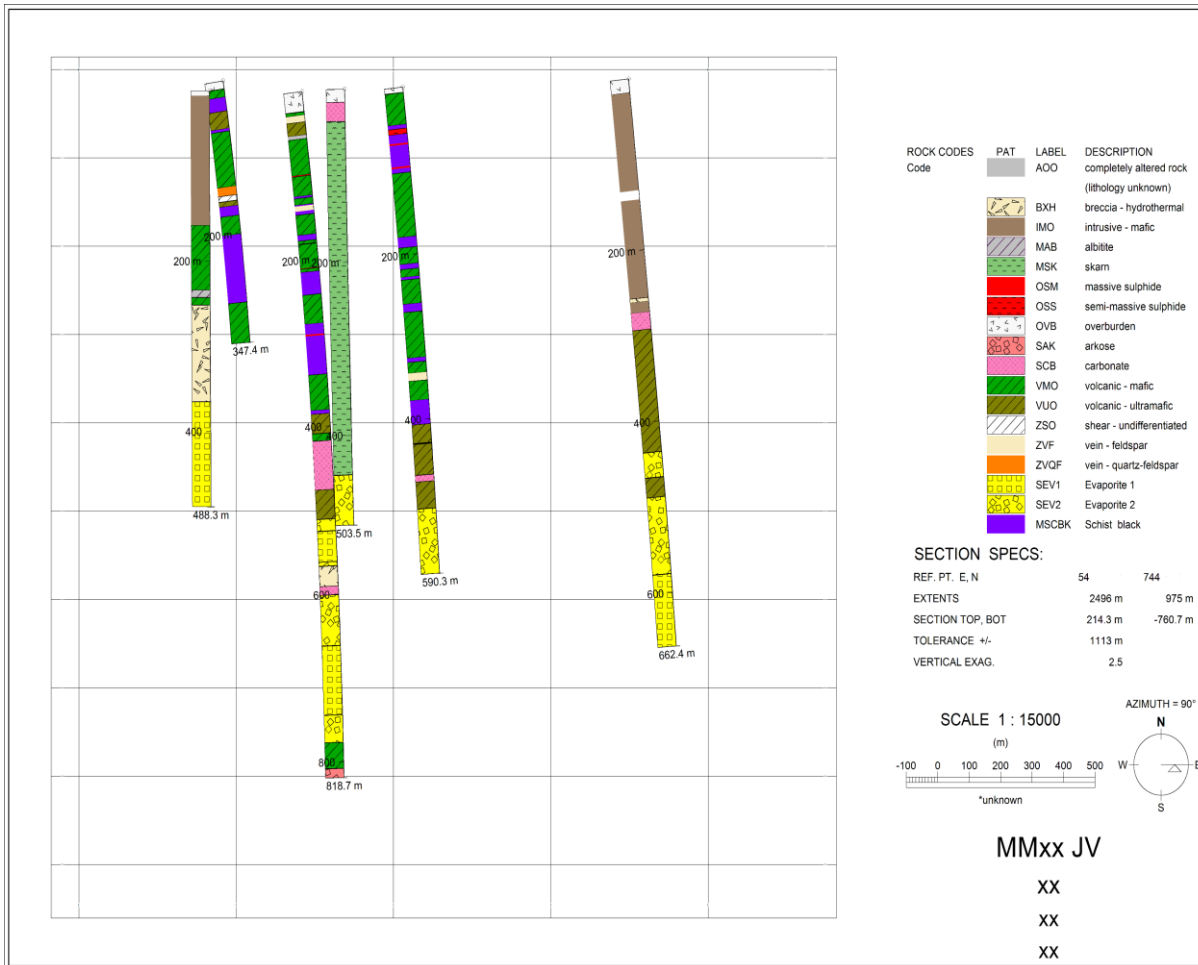 ROCK CODES PAT LABEL DESCRIPTION
Code AOO completely altered rock
(lithology unknown)
BXH breccia - hydrothermal
IMO intrusive - mafic
MAB albitite
MSK skarn
OSM massive sulphide
OSS semi-massive sulphide
OVB overburden
SAK arkose
SCB carbonate
VMO volcanic - mafic
VUO volcanic - ultramafic
ZSO shear - undifferentiated
ZVF vein - feldspar
ZVQF vein - quartz-feldspar
SEV1 Evaporite 1
SEV2 Evaporite 2
MSCBK Schist black
200 m
200 m
200 m
200 m
200 m
200 m
347.4 m
400
400
400
400
400
488.3 m
503.5 m
590.3 m
600
600
662.4 m
800
818.7 m
SECTION SPECS:
REF. PT. E, N 54 744
EXTENTS 2496 m 975 m
SECTION TOP, BOT 214.3 m -760.7 m
TOLERANCE +/- 1113 m
VERTICAL EXAG. 2.5
SCALE 1 : 15000
(m)
-100 0 100 200 300 400 500
*unknown
AZIMUTH = 90°
N
W E
S
MMxx JV
xx
xx
xx